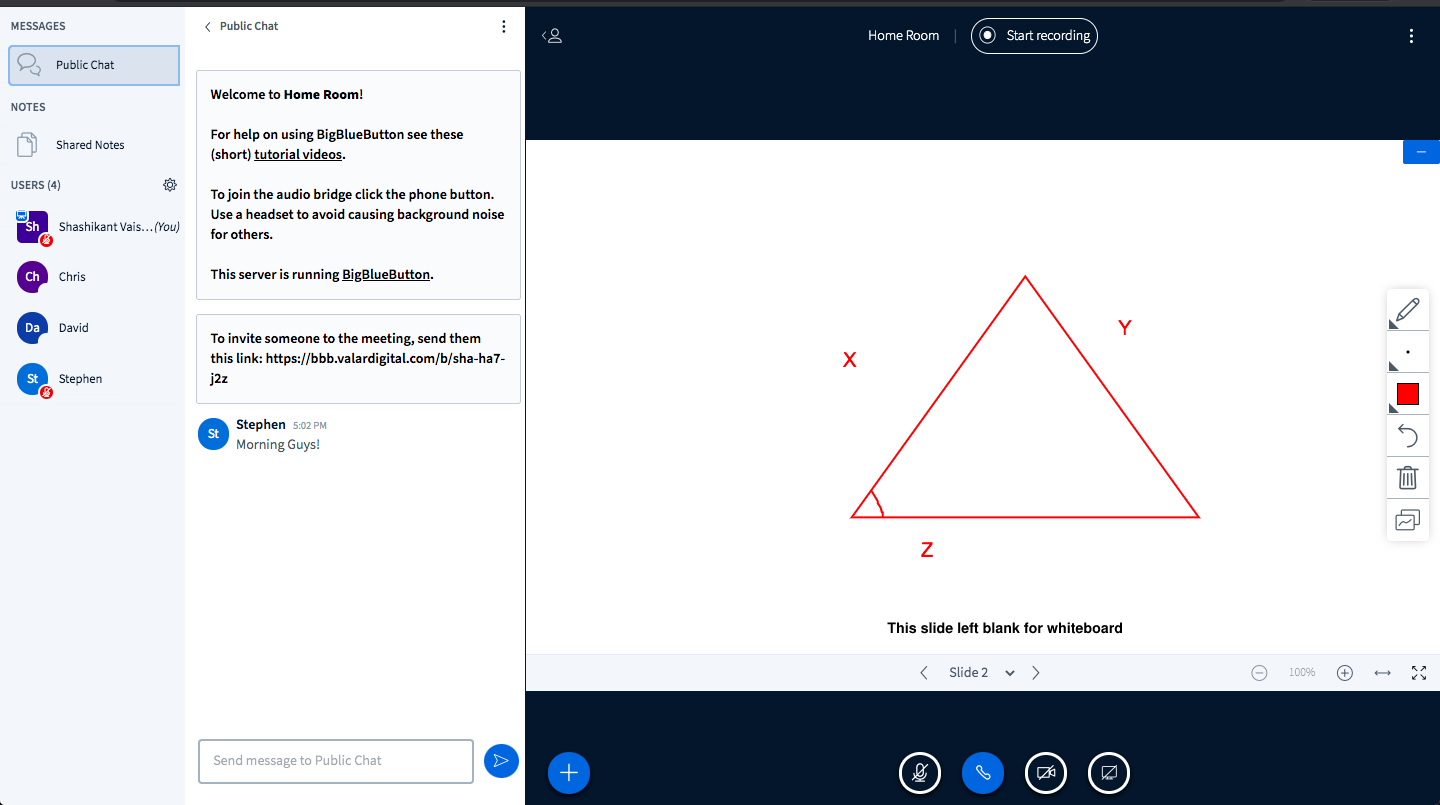 MESSAGES
Public Chat
NOTES
Shared Notes
USERS (4)
Sh
Shashikant Vais...(You)
Ch
Chris
Da
David
St
Stephen
Public Chat
Welcome to Home Room!
For help on using BigBlueButton see these
(short) tutorial videos.
To join the audio bridge click the phone button.
Use a headset to avoid causing background noise
for others.
This server is running BigBlueButton.
To invite someone to the meeting, send them
this link: https://bbb.valardigital.com/b/sha-ha7-
j2z
St
Stephen 5:02 PM
Morning Guys!
Send message to Public Chat
Home Room
Start recording
Y
X
Z
This slide left blank for whiteboard
Slide 2
100%